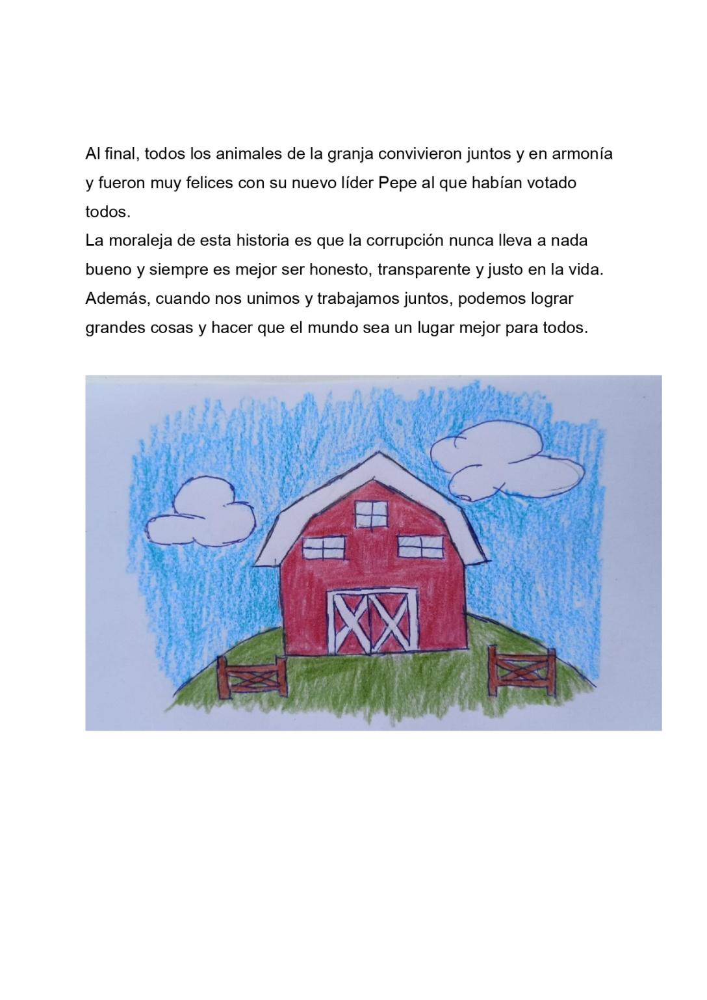 Al final, todos los animales de la granja convivieron juntos y en armonía
y fueron muy felices con su nuevo líder Pepe al que habían votado
todos.
La moraleja de esta historia es que la corrupción nunca lleva a nada
bueno y siempre es mejor ser honesto, transparente y justo en la vida.
Además, cuando nos unimos y trabajamos juntos, podemos lograr
grandes cosas y hacer que el mundo sea un lugar mejor para todos.